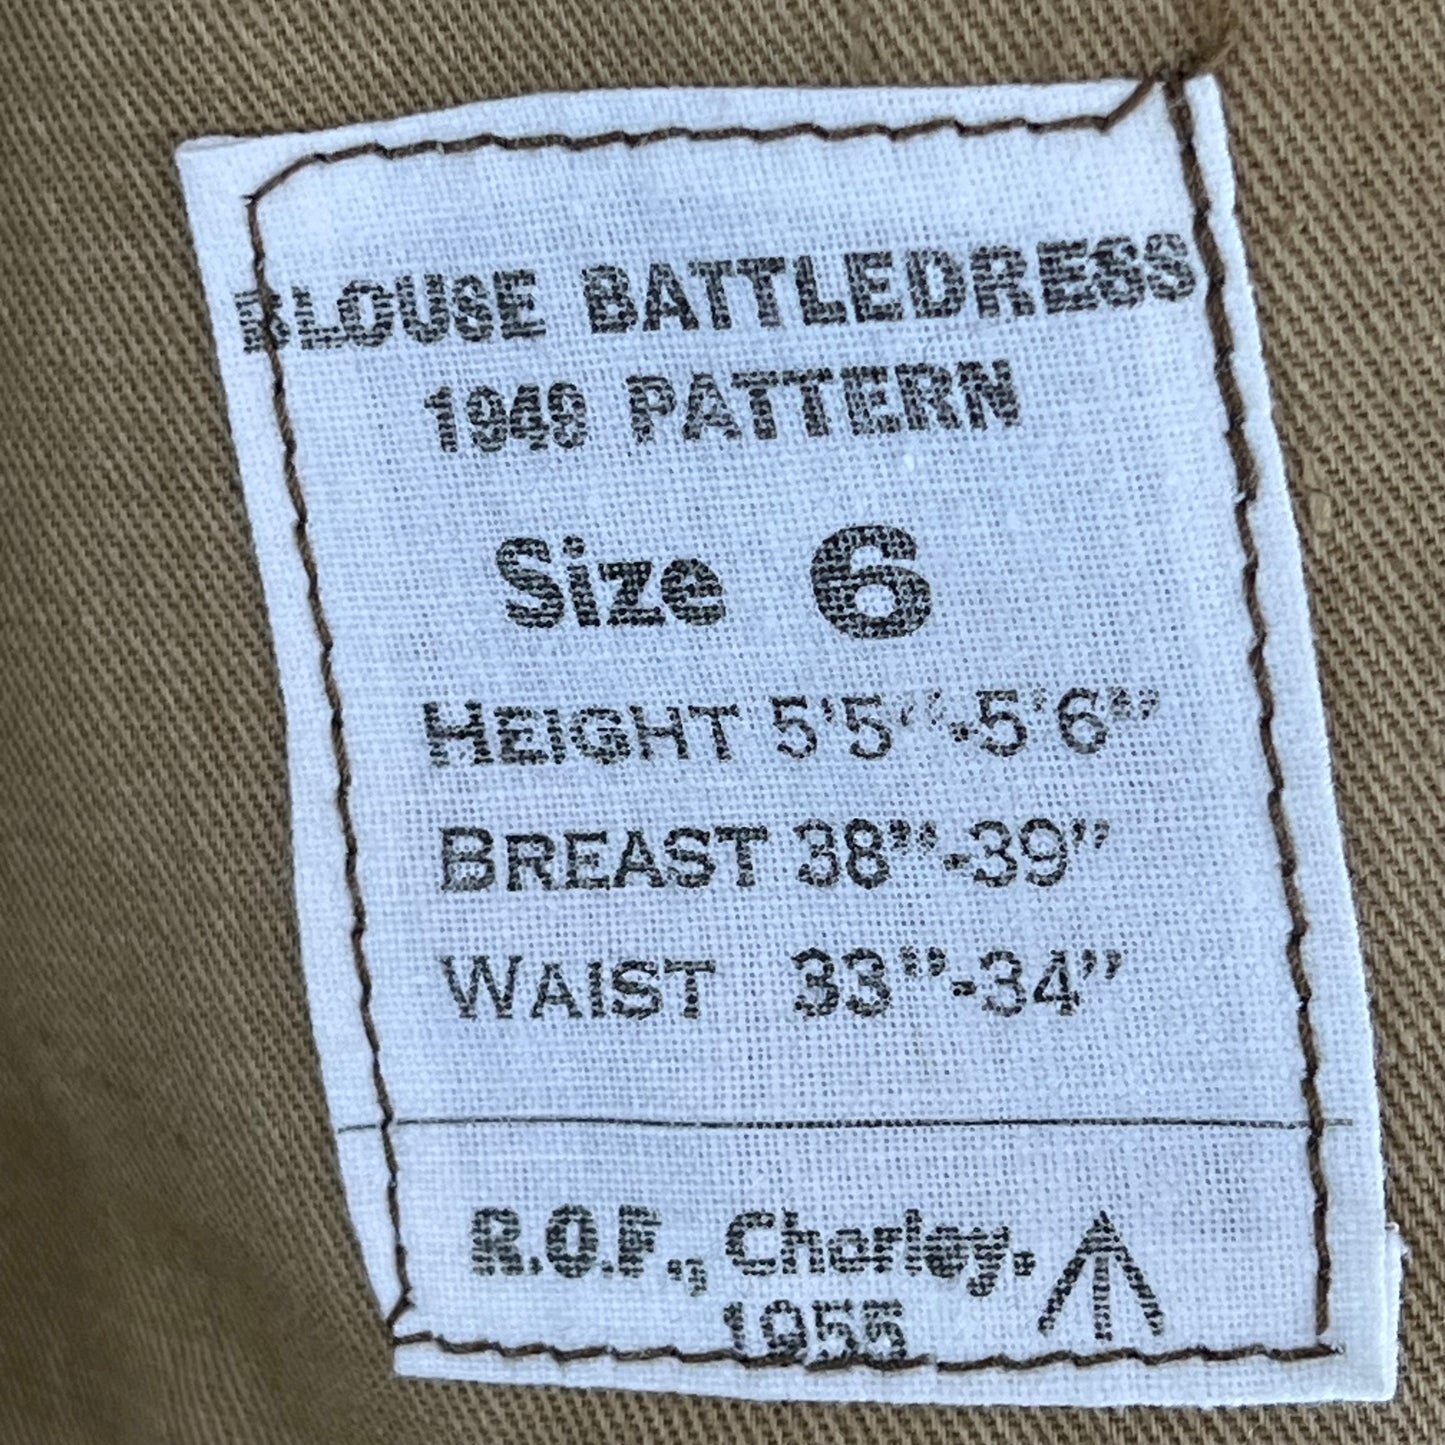 BLOUSE BATTLEDRESS
1949 PATTERN
Size 6
HEIGHT 5'5"-5'6"
BREAST 38"-39"
WAIST 33"-34"
R.O.F., Chorley.
1955